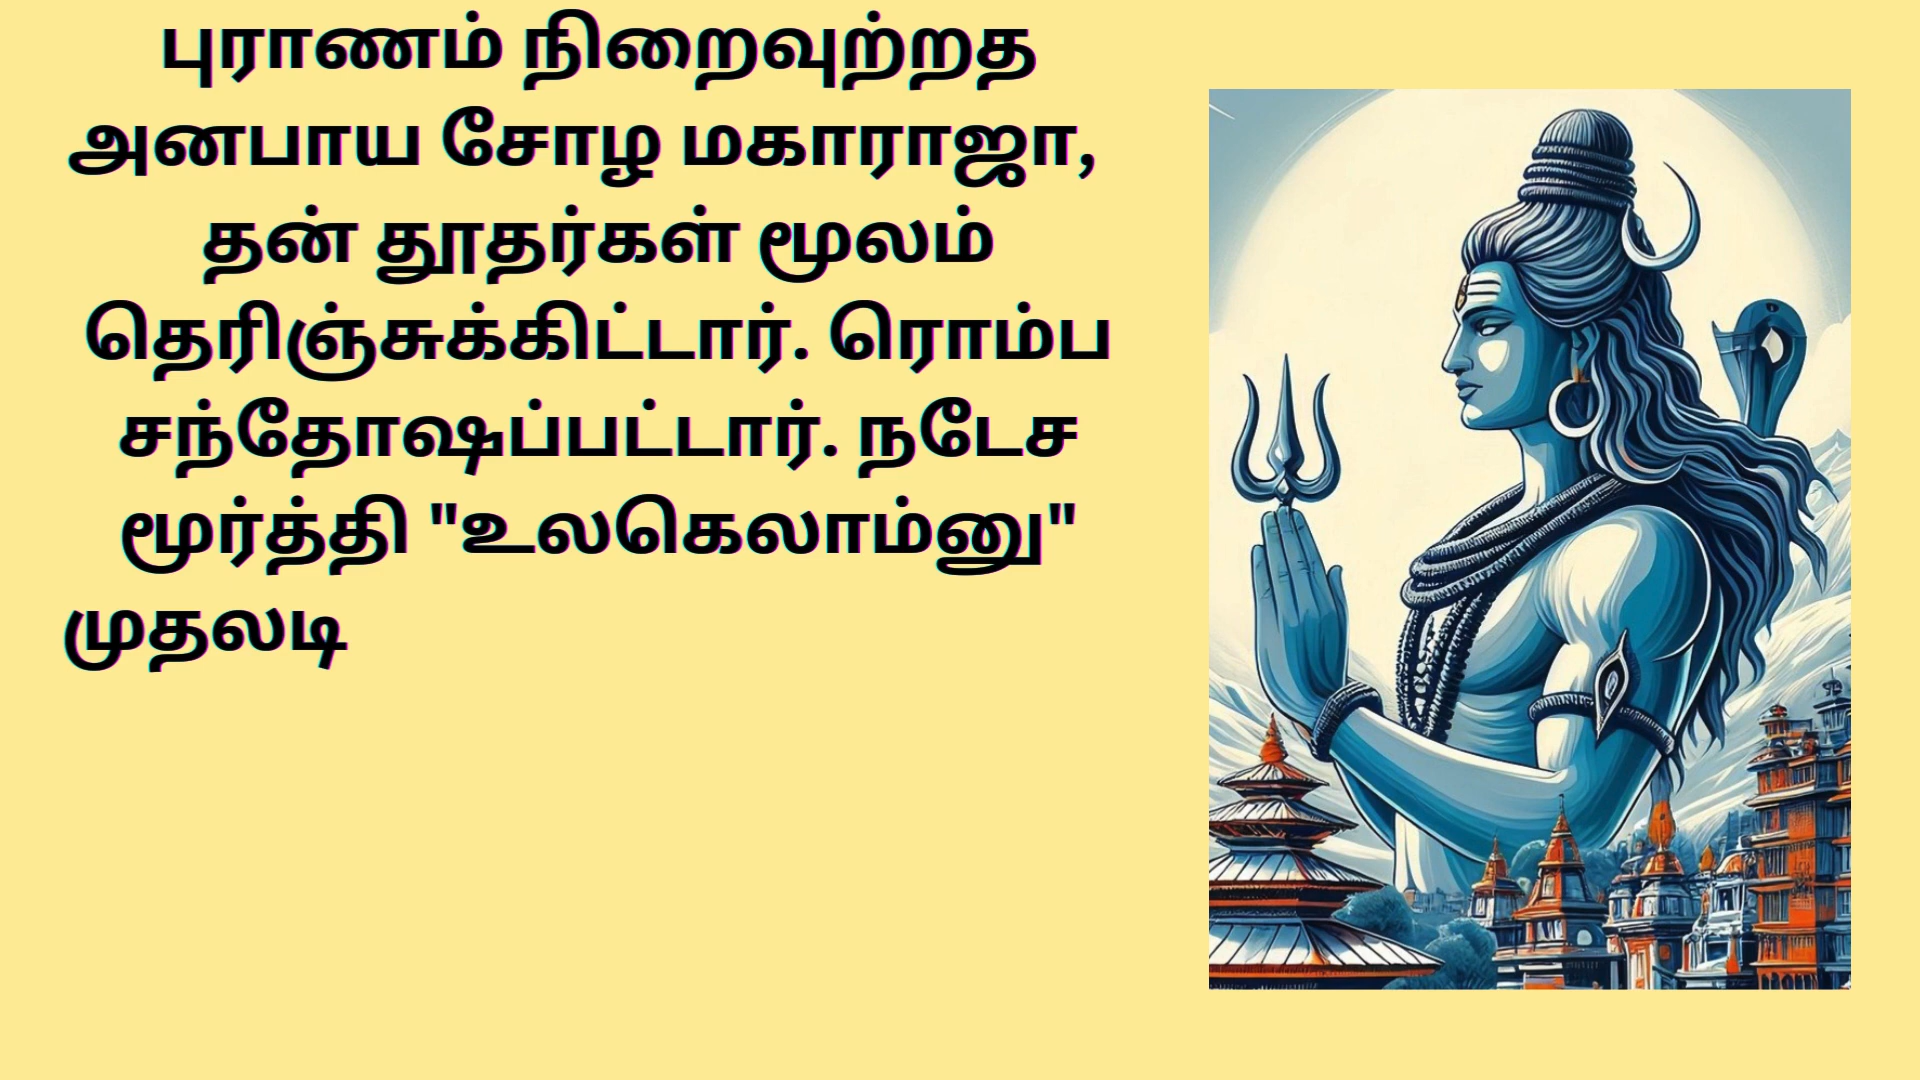 புராணம் நிறைவுற்றத
அனபாய சோழ மகாராஜா,
தன் தூதர்கள் மூலம்
தெரிஞ்சுக்கிட்டார். ரொம்ப
சந்தோஷப்பட்டார். நடேச
மூர்த்தி "உலகெலாம்னு"
முதலடி